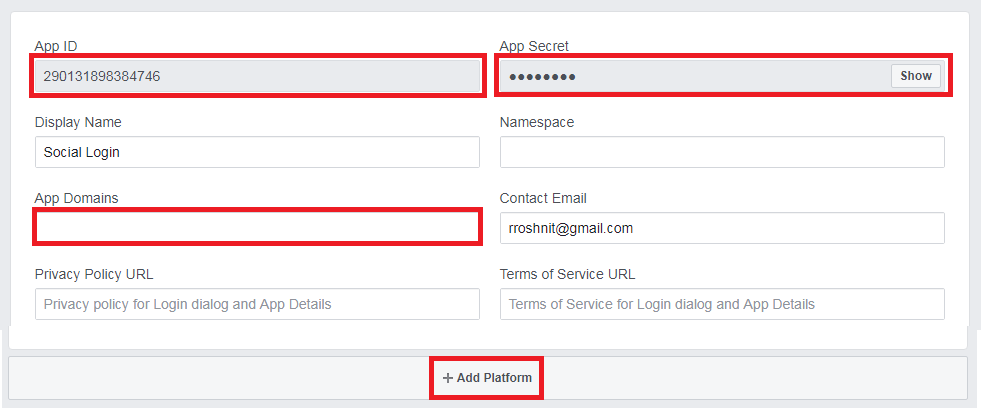 App ID
App Secret
290131898384746
●●●●●●●●
Show
Display Name
Namespace
Social Login
App Domains
Contact Email
rroshnit@gmail.com
Privacy Policy URL
Terms of Service URL
Privacy policy for Login dialog and App Details
Terms of Service for Login dialog and App Details
+ Add Platform